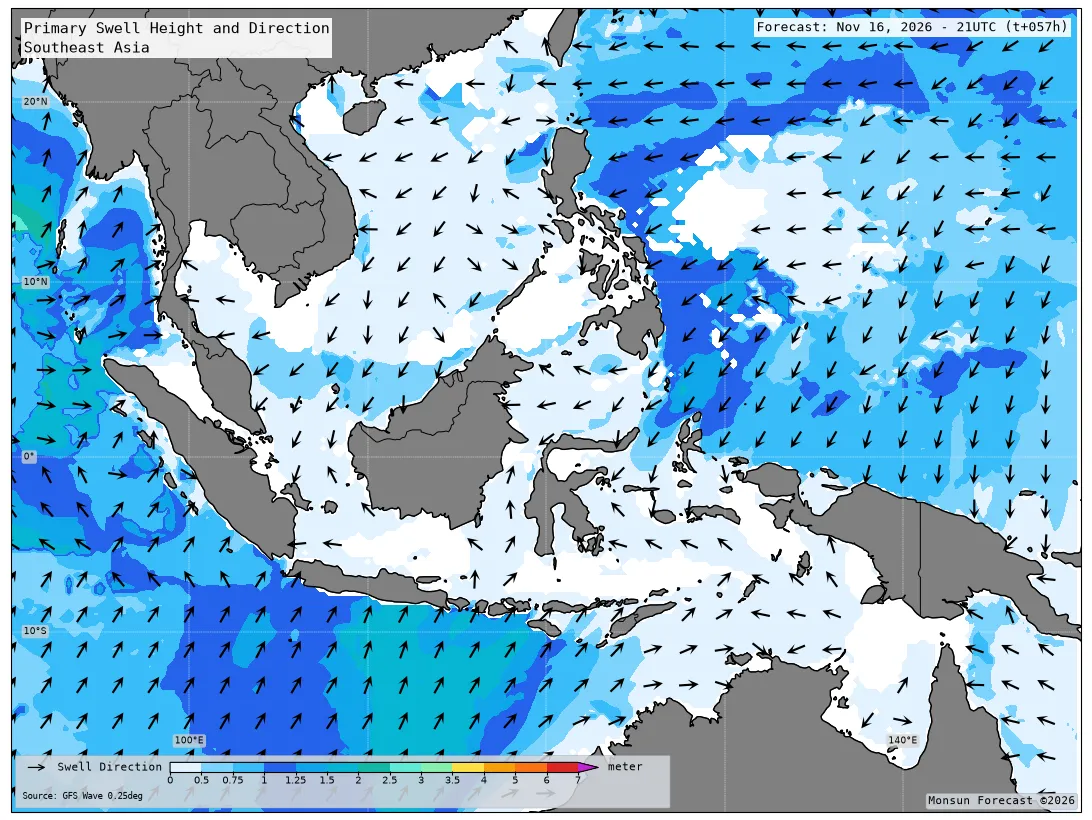 Primary Swell Height and Direction
Southeast Asia
Forecast: Nov 16, 2026 - 21UTC (t+057h)
20°N
10°N
0°
10°S
100°E
140°E
Swell Direction
0 0.5 0.75 1 1.25 1.5 2 2.5 3 3.5 4 5 6 7
meter
Source: GFS Wave 0.25deg
Monsun Forecast ©2026